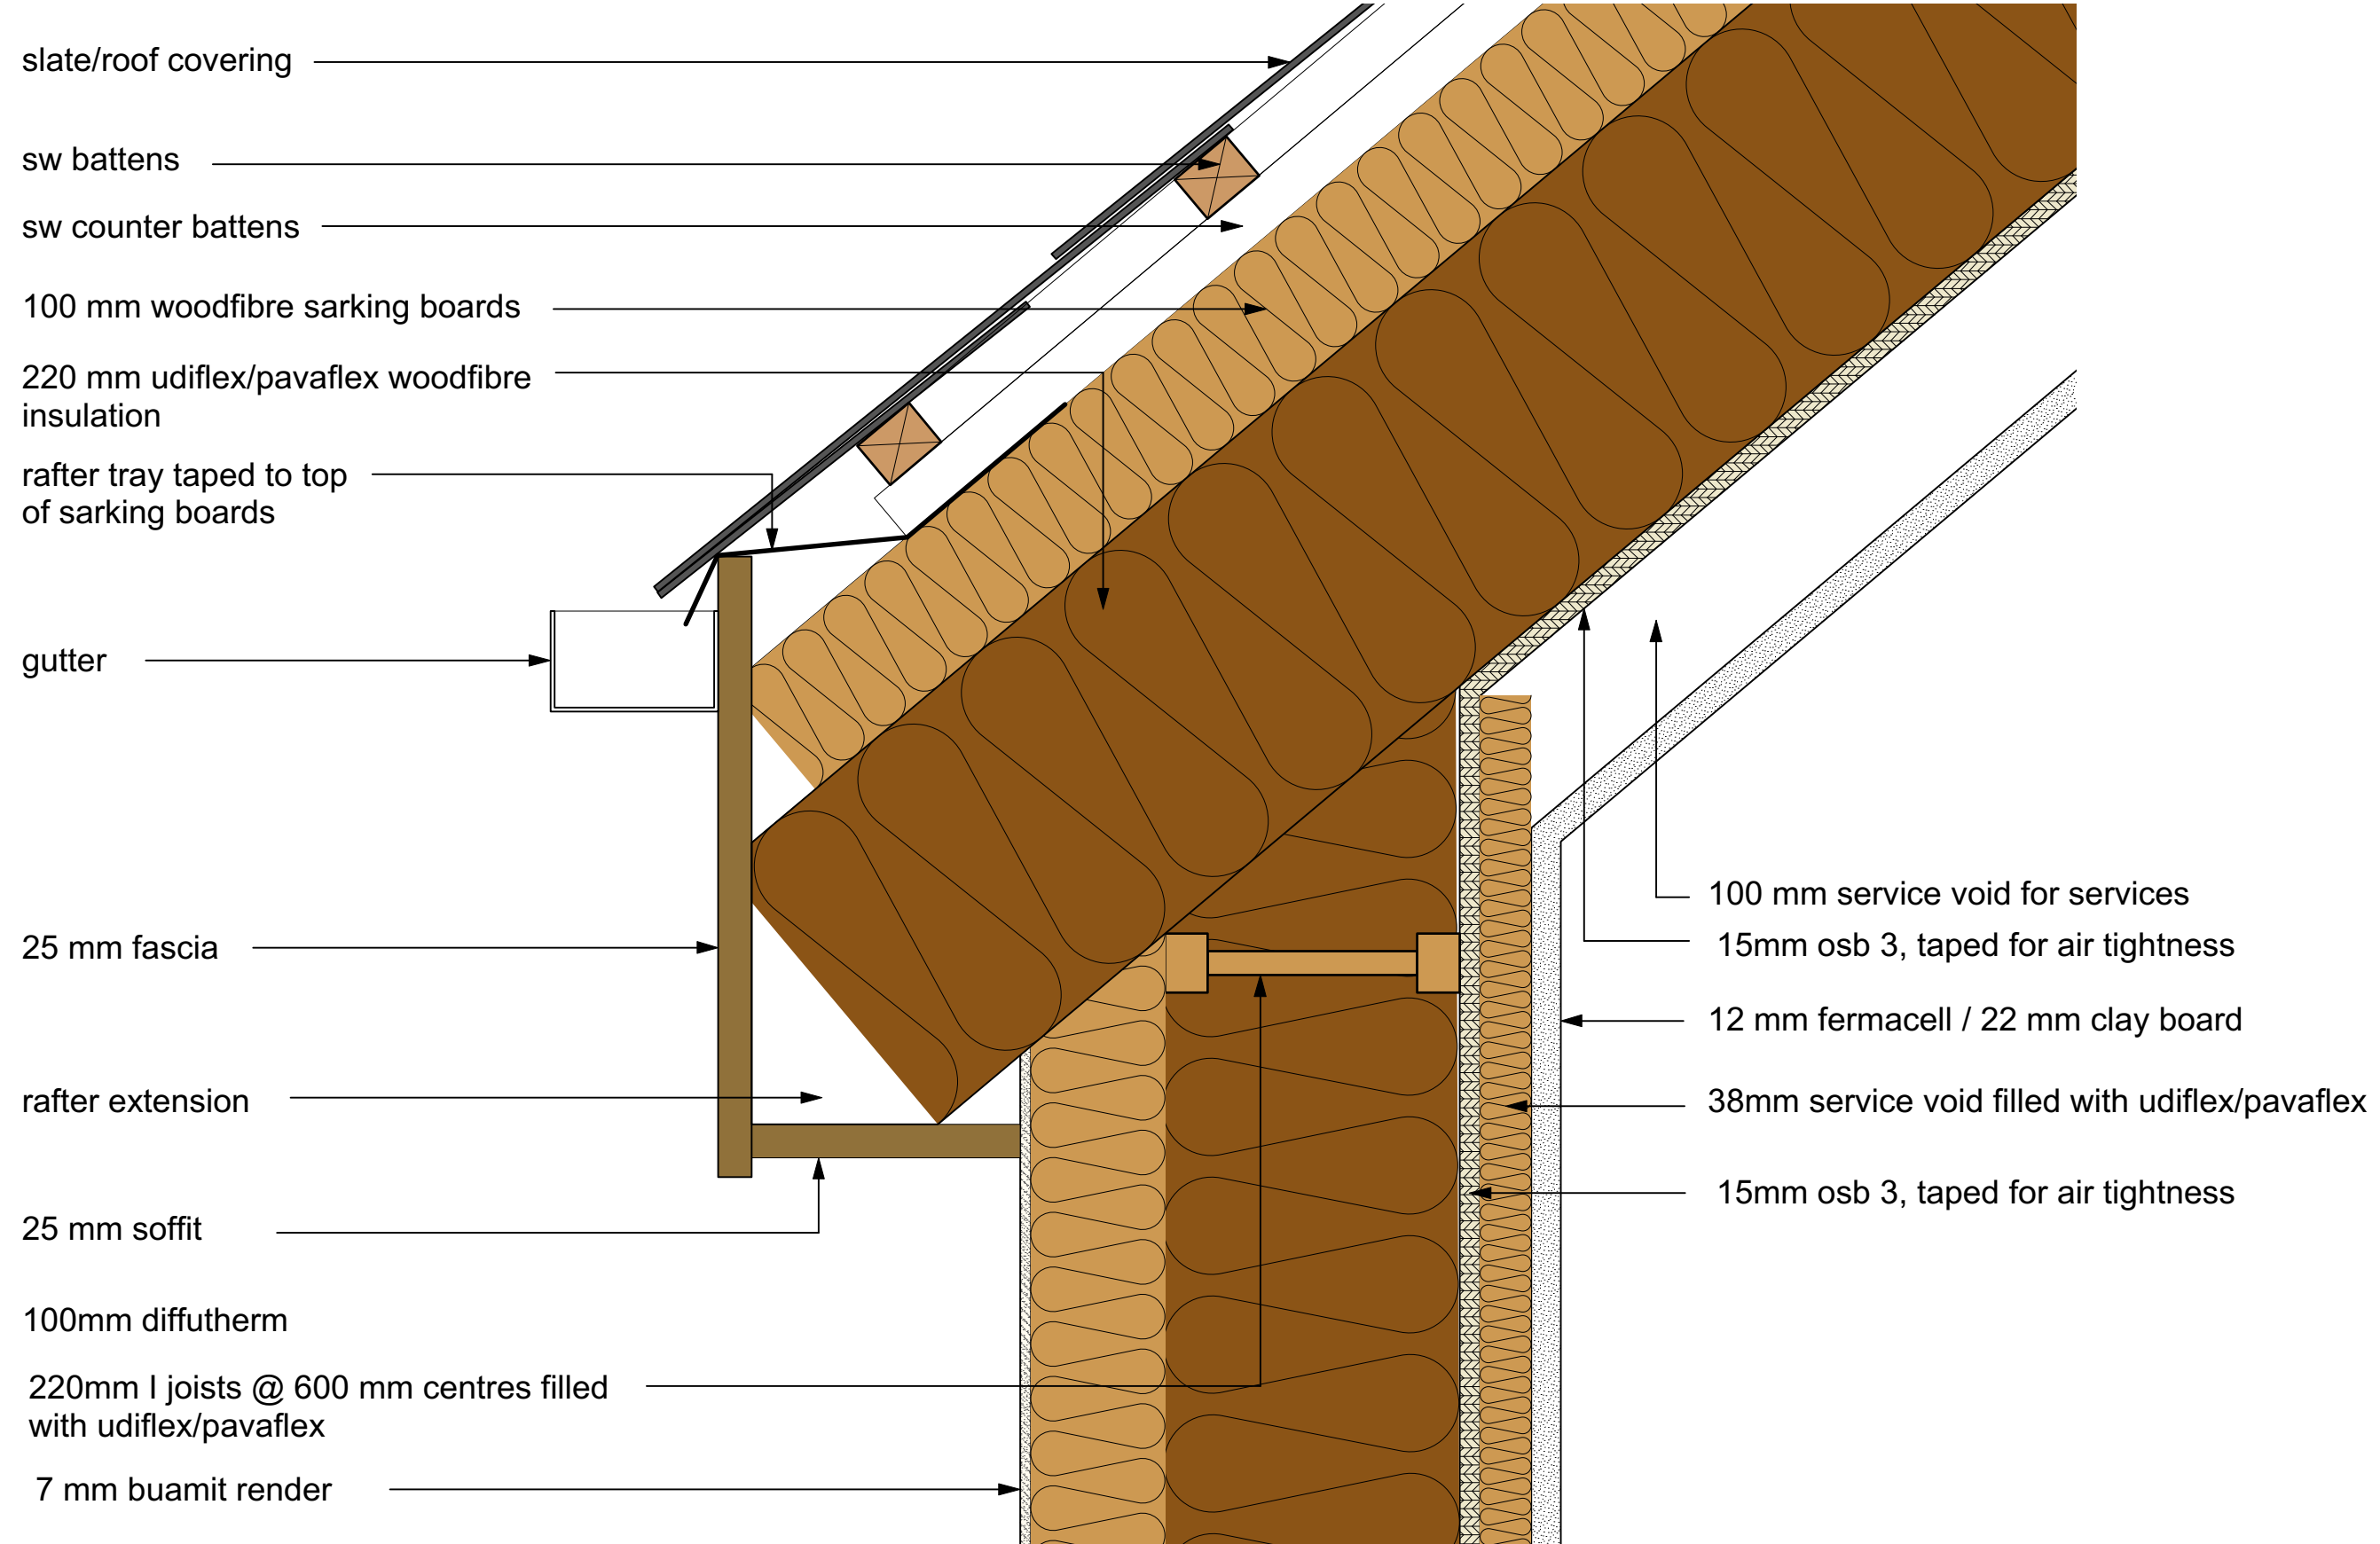 slate/roof covering
sw battens
sw counter battens
100 mm woodfibre sarking boards
220 mm udiflex/pavaflex woodfibre
insulation
rafter tray taped to top
of sarking boards
gutter
25 mm fascia
rafter extension
25 mm soffit
100mm diffutherm
220mm I joists @ 600 mm centres filled
with udiflex/pavaflex
7 mm buamit render
100 mm service void for services
15mm osb 3, taped for air tightness
12 mm fermacell / 22 mm clay board
38mm service void filled with udiflex/pavaflex
15mm osb 3, taped for air tightness